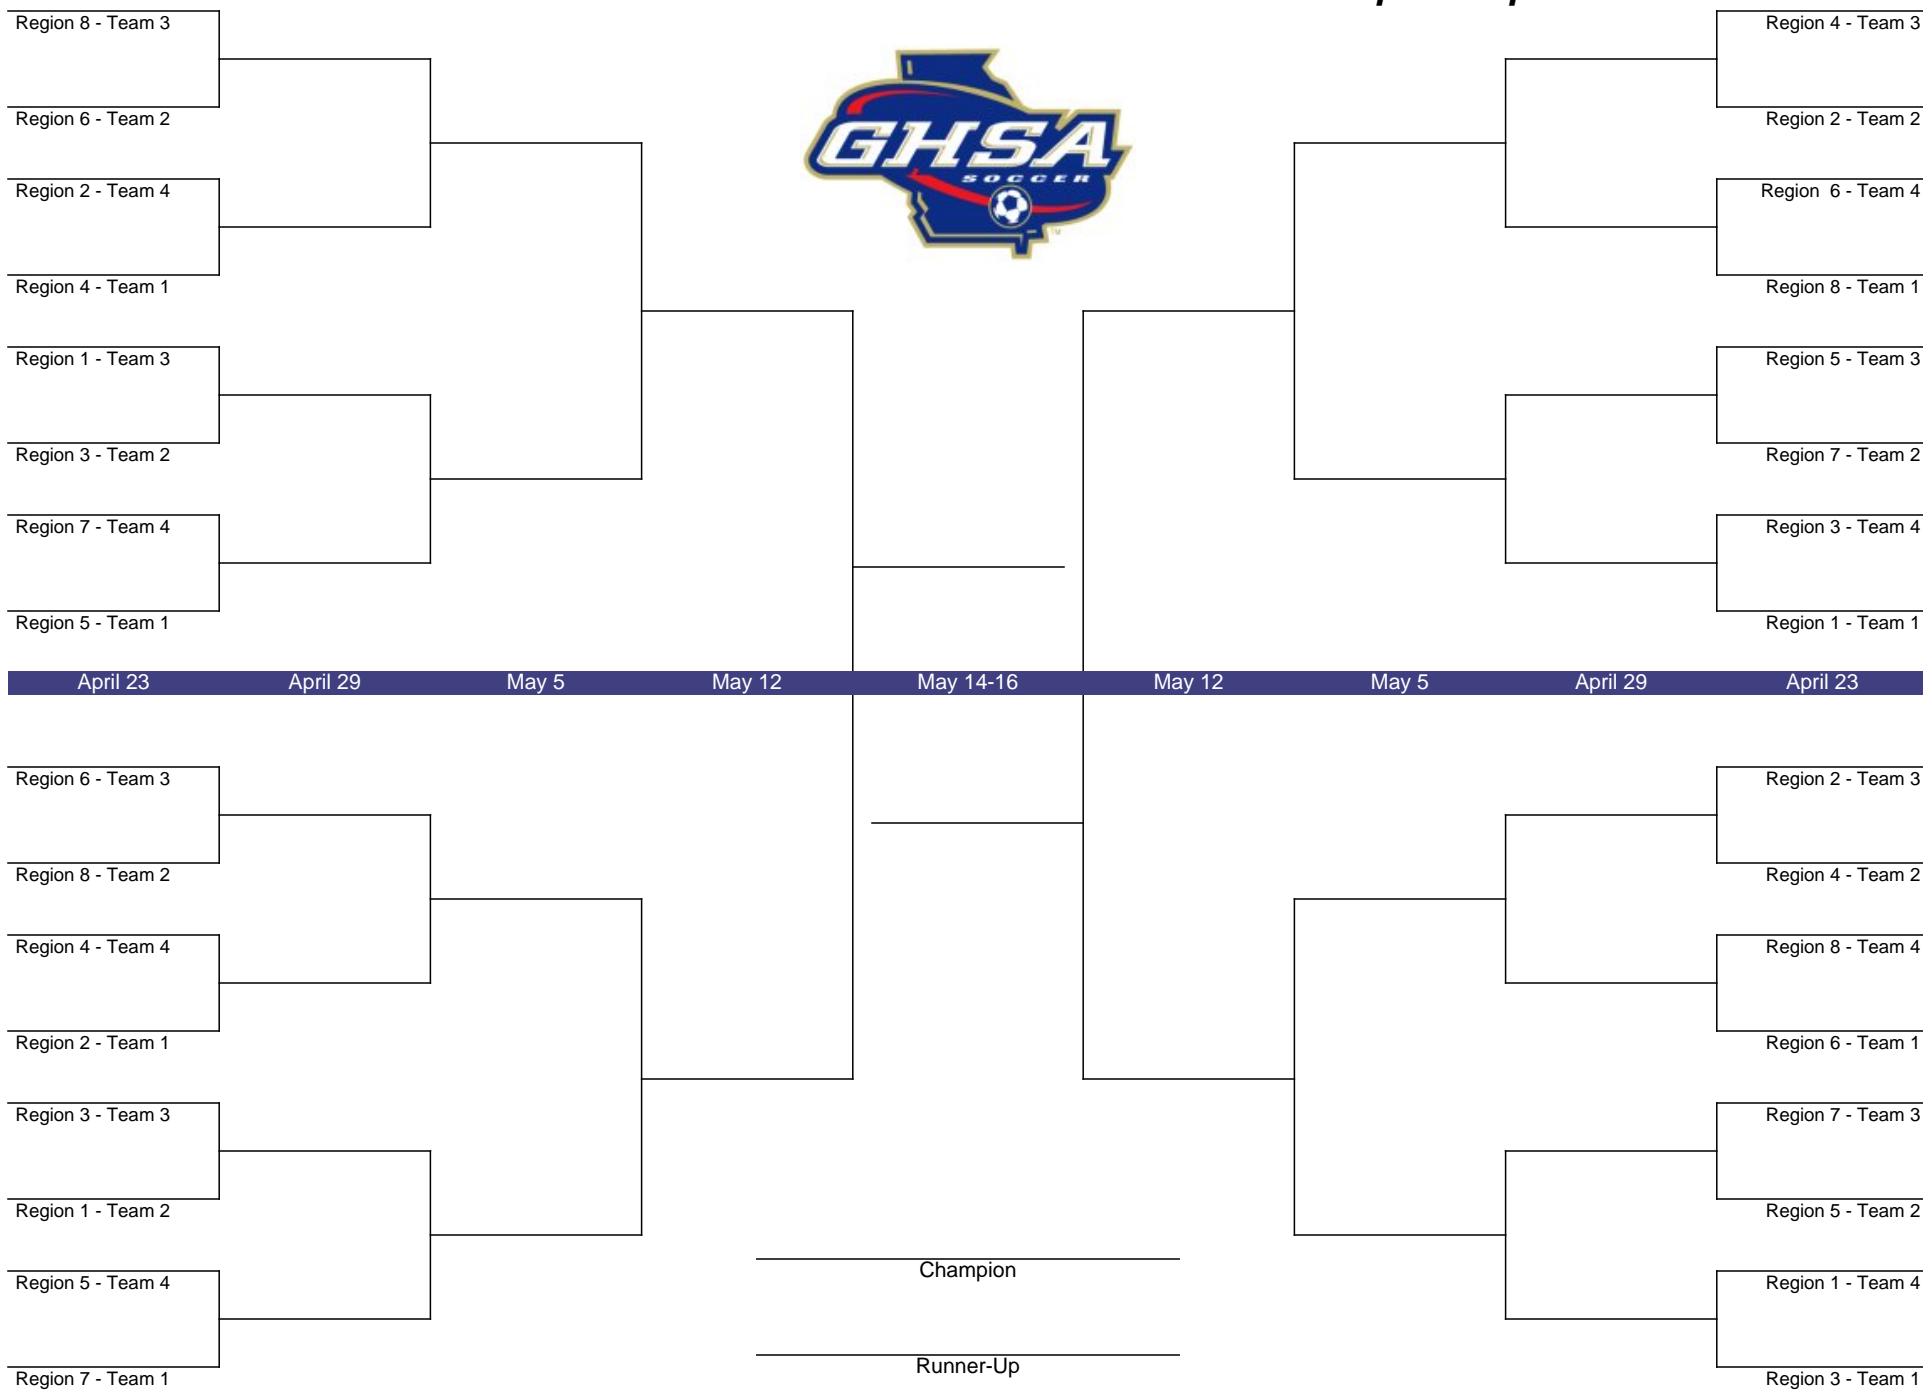 Region 8 - Team 3
Region 6 - Team 2
Region 2 - Team 4
Region 4 - Team 1
Region 1 - Team 3
Region 3 - Team 2
Region 7 - Team 4
Region 5 - Team 1
GHSA
SOCCER
TM
Region 4 - Team 3
Region 2 - Team 2
Region  6 - Team 4
Region 8 - Team 1
Region 5 - Team 3
Region 7 - Team 2
Region 3 - Team 4
Region 1 - Team 1
April 23 April 29 May 5 May 12 May 14-16 May 12 May 5 April 29 April 23
Region 6 - Team 3
Region 8 - Team 2
Region 4 - Team 4
Region 2 - Team 1
Region 3 - Team 3
Region 1 - Team 2
Region 5 - Team 4
Region 7 - Team 1
Champion
Runner-Up
Region 2 - Team 3
Region 4 - Team 2
Region 8 - Team 4
Region 6 - Team 1
Region 7 - Team 3
Region 5 - Team 2
Region 1 - Team 4
Region 3 - Team 1